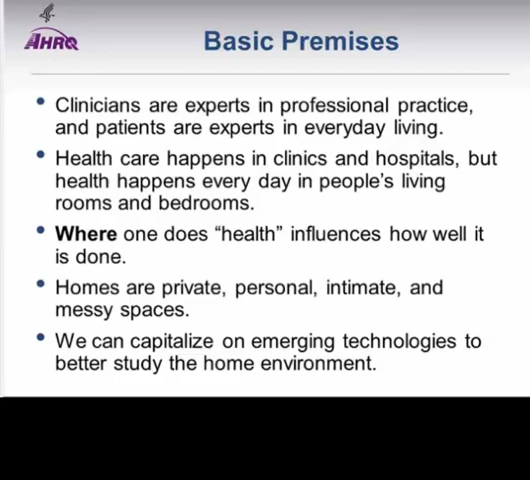 AHRQ
Basic Premises
• Clinicians are experts in professional practice,
and patients are experts in everyday living.
• Health care happens in clinics and hospitals, but
health happens every day in people's living
rooms and bedrooms.
• Where one does "health" influences how well it
is done.
• Homes are private, personal, intimate, and
messy spaces.
• We can capitalize on emerging technologies to
better study the home environment.